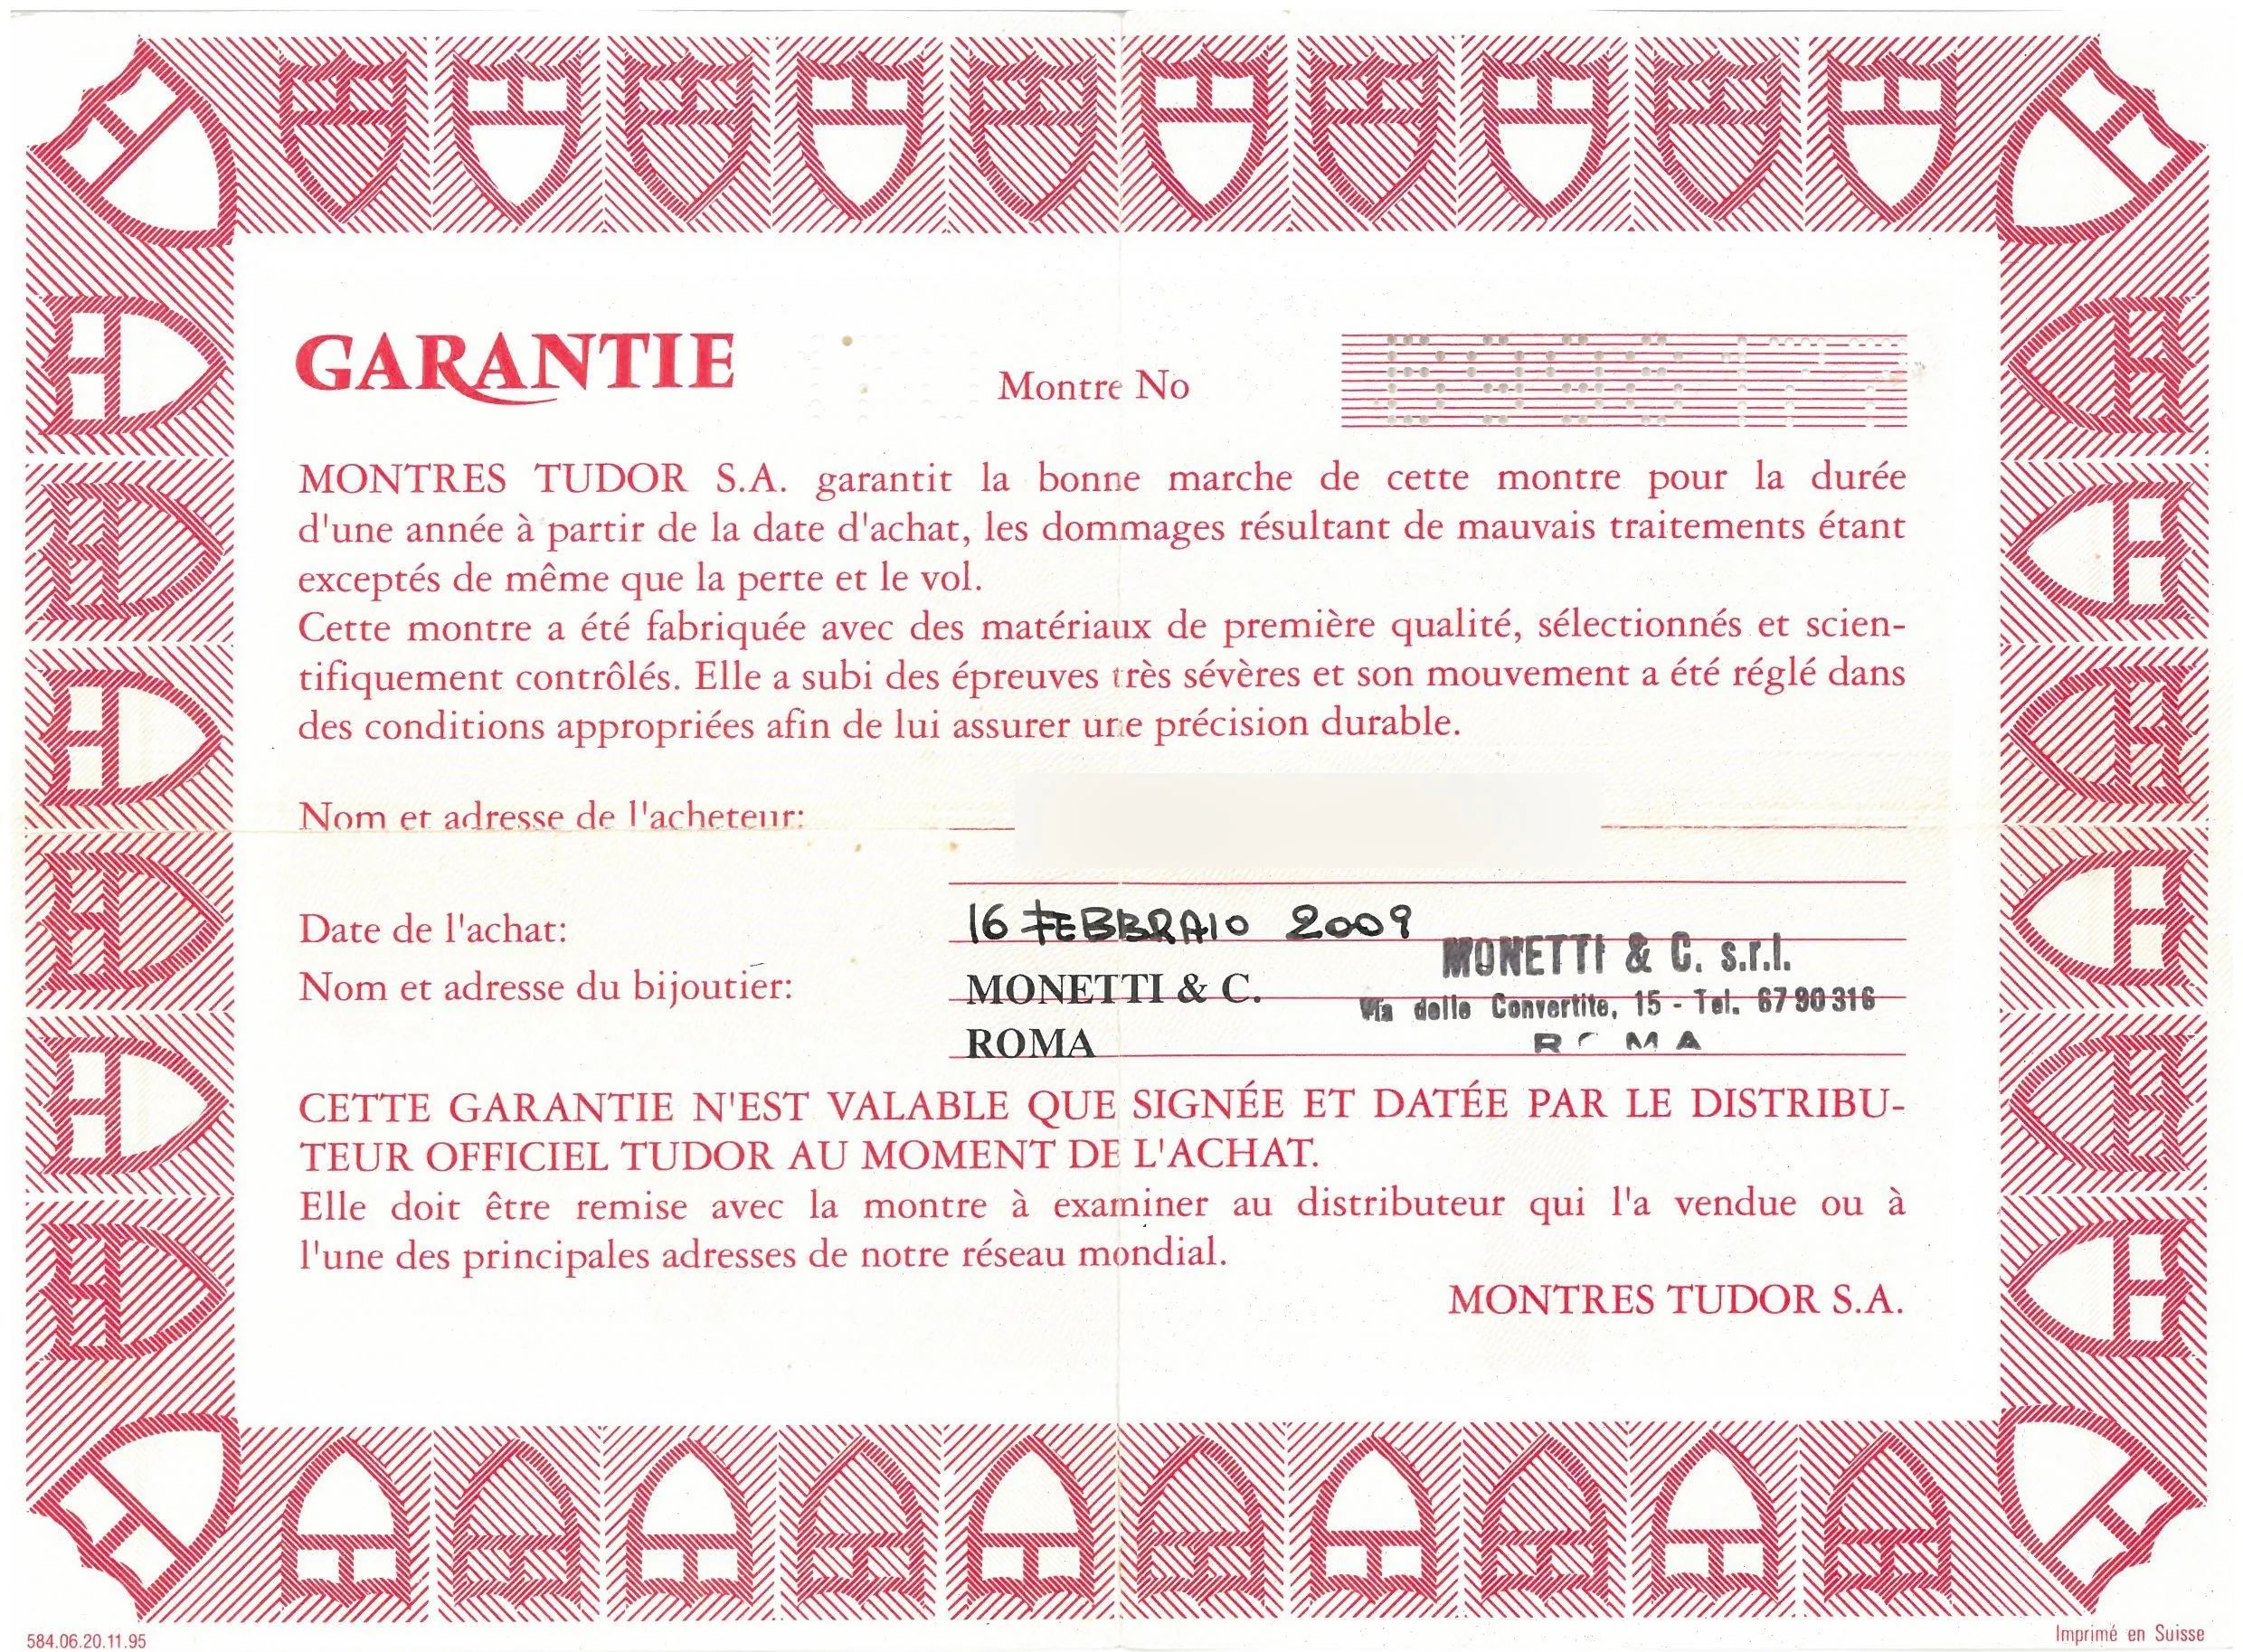 GARANTIE
Montre No
MONTRES TUDOR S.A. garantit la bonne marche de cette montre pour la durée
d'une année à partir de la date d'achat, les dommages résultant de mauvais traitements étant
exceptés de même que la perte et le vol.
Cette montre a été fabriquée avec des matériaux de première qualité, sélectionnés et scien-
tifiquement contrôlés. Elle a subi des épreuves très sévères et son mouvement a été réglé dans
des conditions appropriées afin de lui assurer une précision durable.
Nom et adresse de l'acheteur:
Date de l'achat: 16 FEBBRAIO 2009
Nom et adresse du bijoutier: MONETTI & C.
ROMA
MONETTI & C. s.r.l.
Via delle Convertite, 15 - Tel. 67 90 316
ROMA
CETTE GARANTIE N'EST VALABLE QUE SIGNÉE ET DATÉE PAR LE DISTRIBU-
TEUR OFFICIEL TUDOR AU MOMENT DE L'ACHAT.
Elle doit être remise avec la montre à examiner au distributeur qui l'a vendue ou à
l'une des principales adresses de notre réseau mondial.
MONTRES TUDOR S.A.
584.06.20.11.95
Imprimé en Suisse